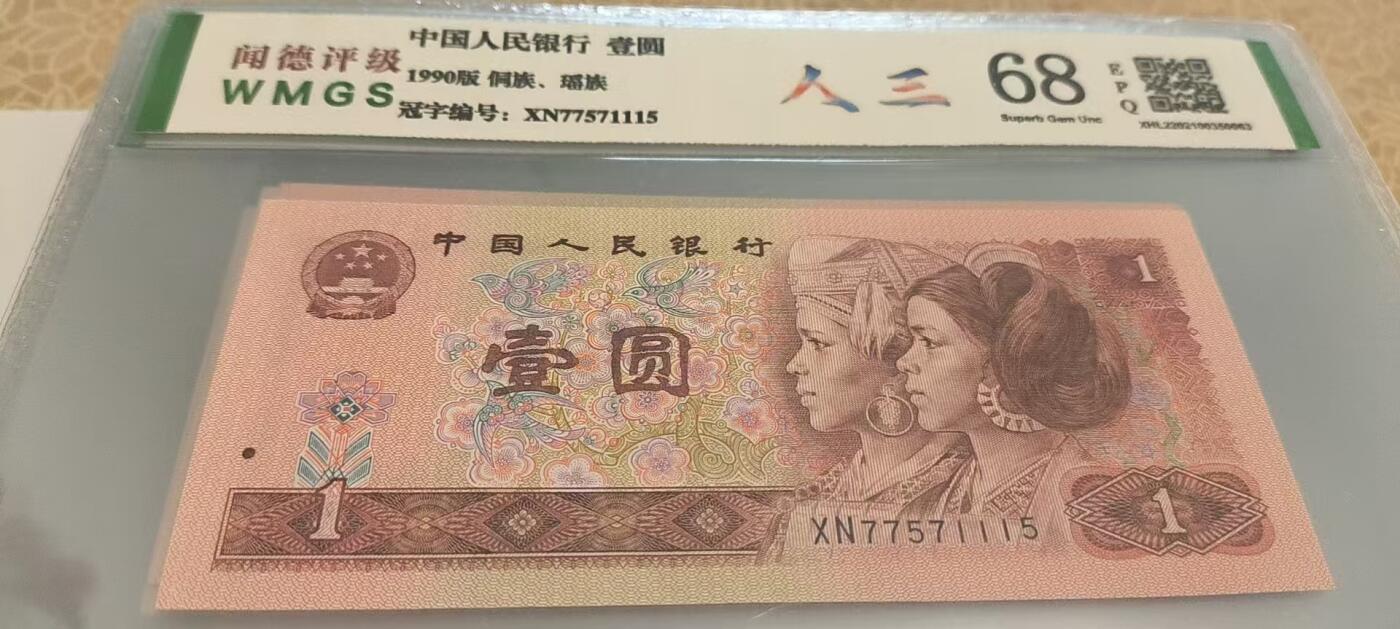 闻德评级
WMGS
中国人民银行 壹圆
1990版 侗族、瑶族
冠字编号：XN77571115
人三
68
EPQ
Superb Gem Unc
中国人民银行
壹圆
1
1
1
XN77571115